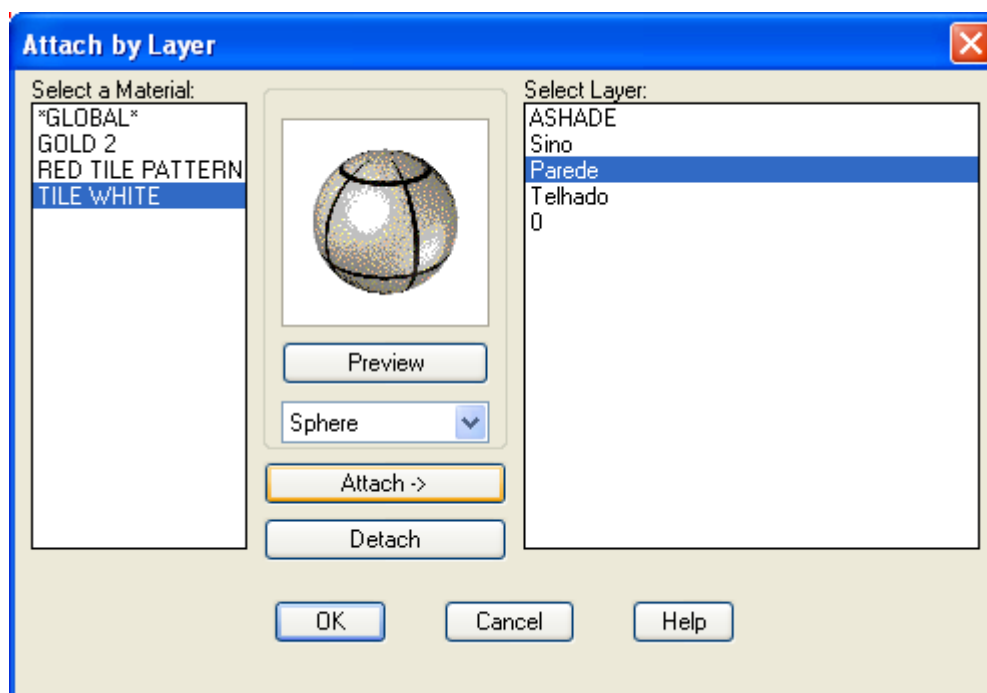 Attach by Layer
Select a Material:
*GLOBAL*
GOLD 2
RED TILE PATTERN
TILE WHITE
Preview
Sphere
Attach ->
Detach
Select Layer:
ASHADE
Sino
Parede
Telhado
0
OK
Cancel
Help